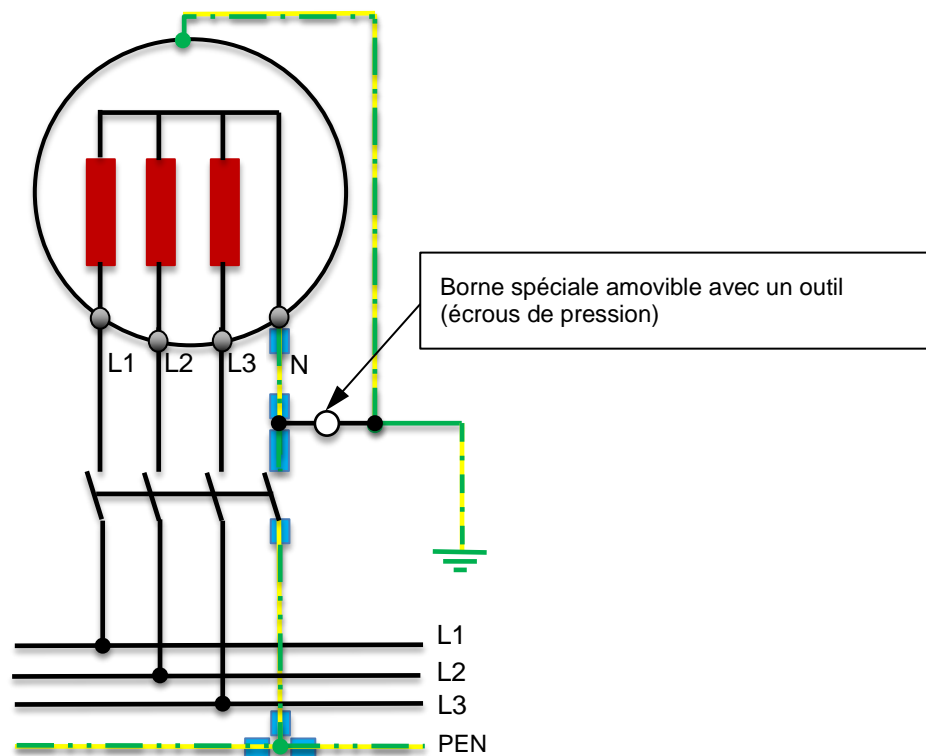 Borne spéciale amovible avec un outil
(écrous de pression)
L1 L2 L3 N
L1
L2
L3
PEN